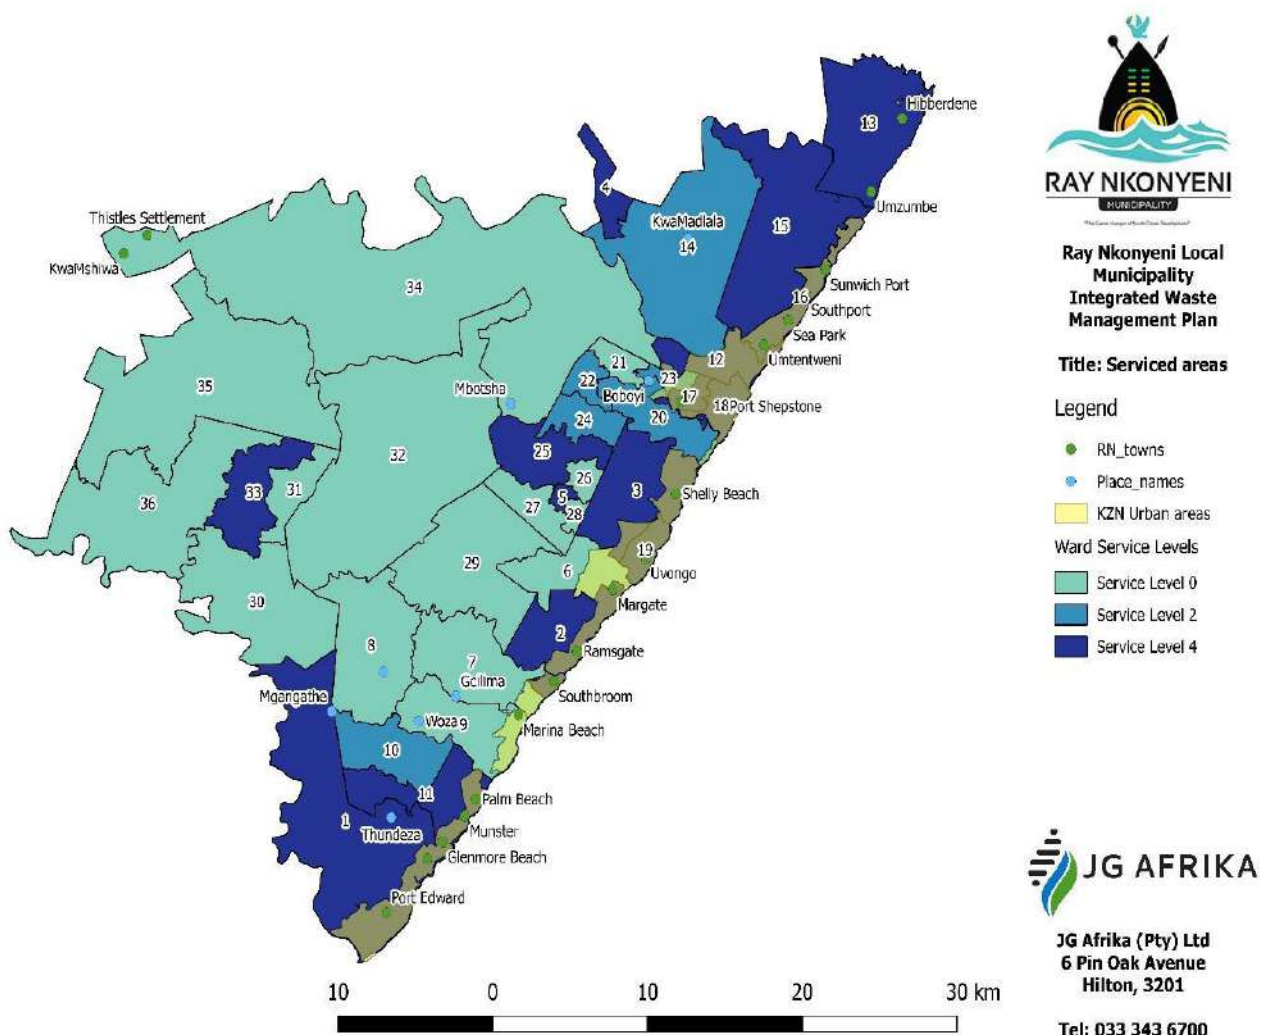 Hibberdene
13
4
Umzumbe
Thistles Settlement
KwaMadlala
14
15
KwaMshiwa
34
Sunwich Port
16
Southport
Sea Park
Umtentweni
12
21
23
22
Boboyi
17
35
Mbotsha
18
Port Shepstone
20
24
32
25
26
33
31
5
3
Shelly Beach
36
27
28
19
29
6
Uvongo
30
Margate
2
8
Ramsgate
7
Gcilima
Southbroom
Mgangathe
Woza
9
Marina Beach
10
11
Palm Beach
1
Thundeza
Munster
Glenmore Beach
Port Edward
10 0 10 20 30 km
RAY NKONYENI
MUNICIPALITY
Ray Nkonyeni Local
Municipality
Integrated Waste
Management Plan
Title: Serviced areas
Legend
RN_towns
Place_names
KZN Urban areas
Ward Service Levels
Service Level 0
Service Level 2
Service Level 4
JG AFRIKA
JG Afrika (Pty) Ltd
6 Pin Oak Avenue
Hilton, 3201
Tel: 033 343 6700